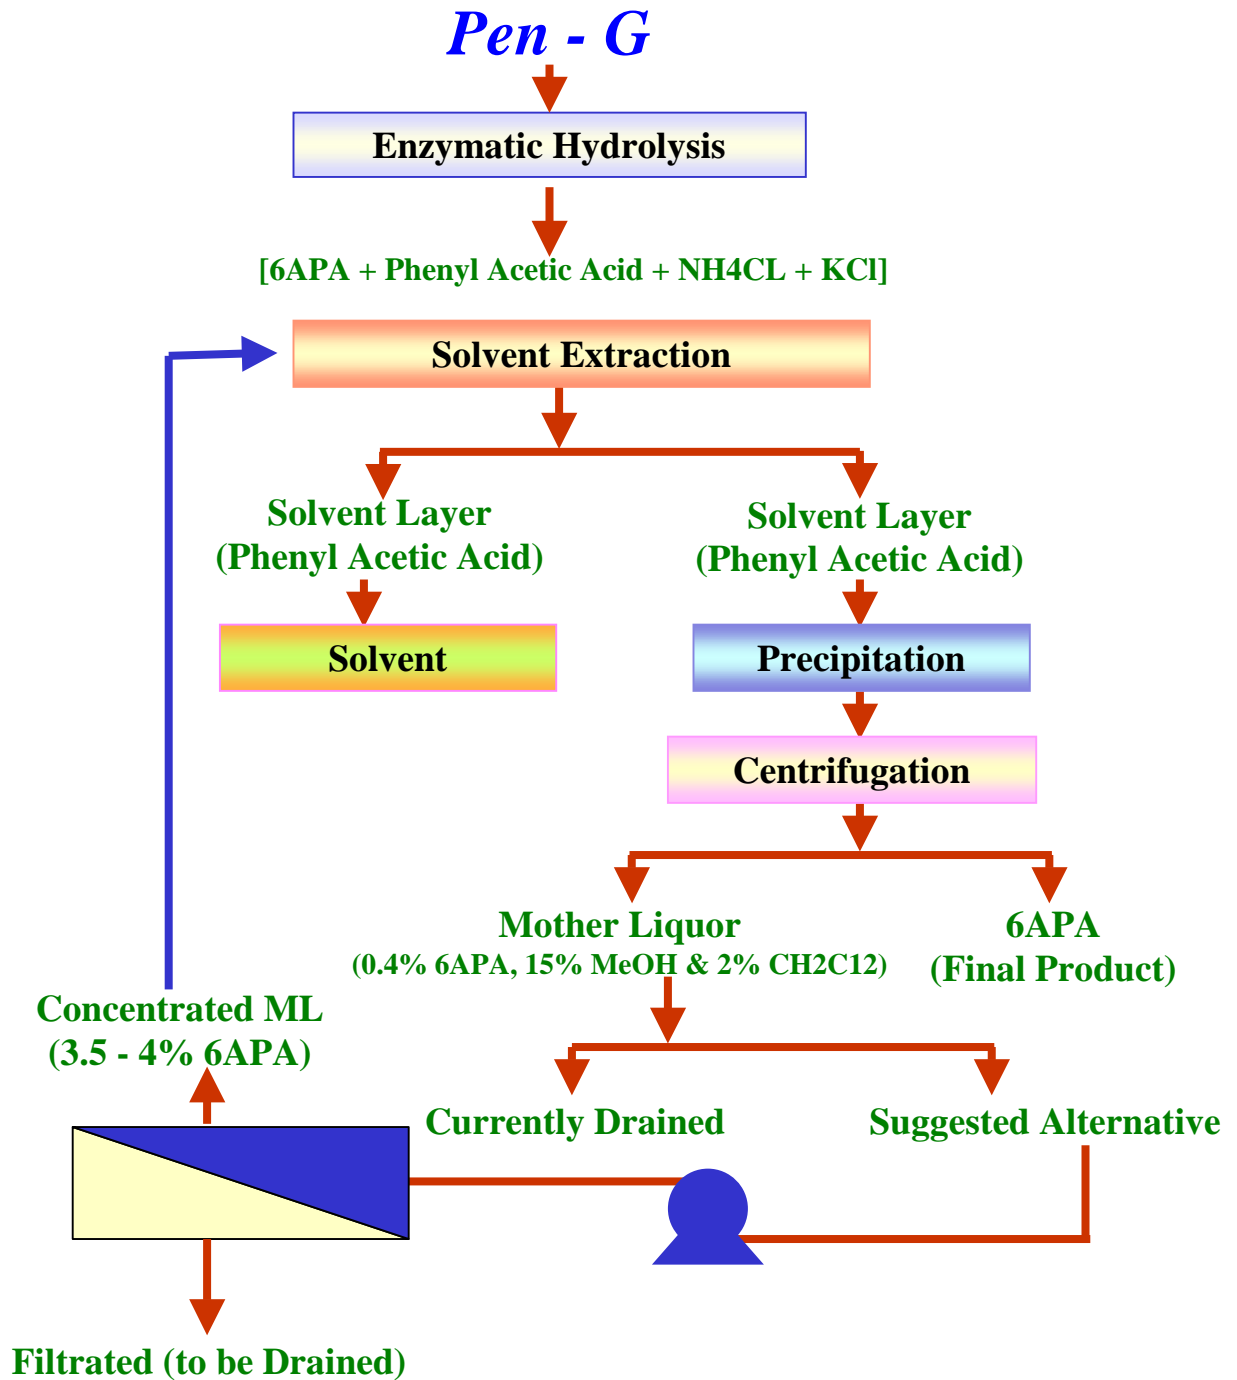 Pen - G
Enzymatic Hydrolysis
[6APA + Phenyl Acetic Acid + NH4CL + KCl]
Solvent Extraction
Solvent Layer
(Phenyl Acetic Acid)
Solvent Layer
(Phenyl Acetic Acid)
Solvent
Precipitation
Centrifugation
Mother Liquor
(0.4% 6APA, 15% MeOH & 2% CH2C12)
6APA
(Final Product)
Concentrated ML
(3.5 - 4% 6APA)
Currently Drained
Suggested Alternative
Filtrated (to be Drained)